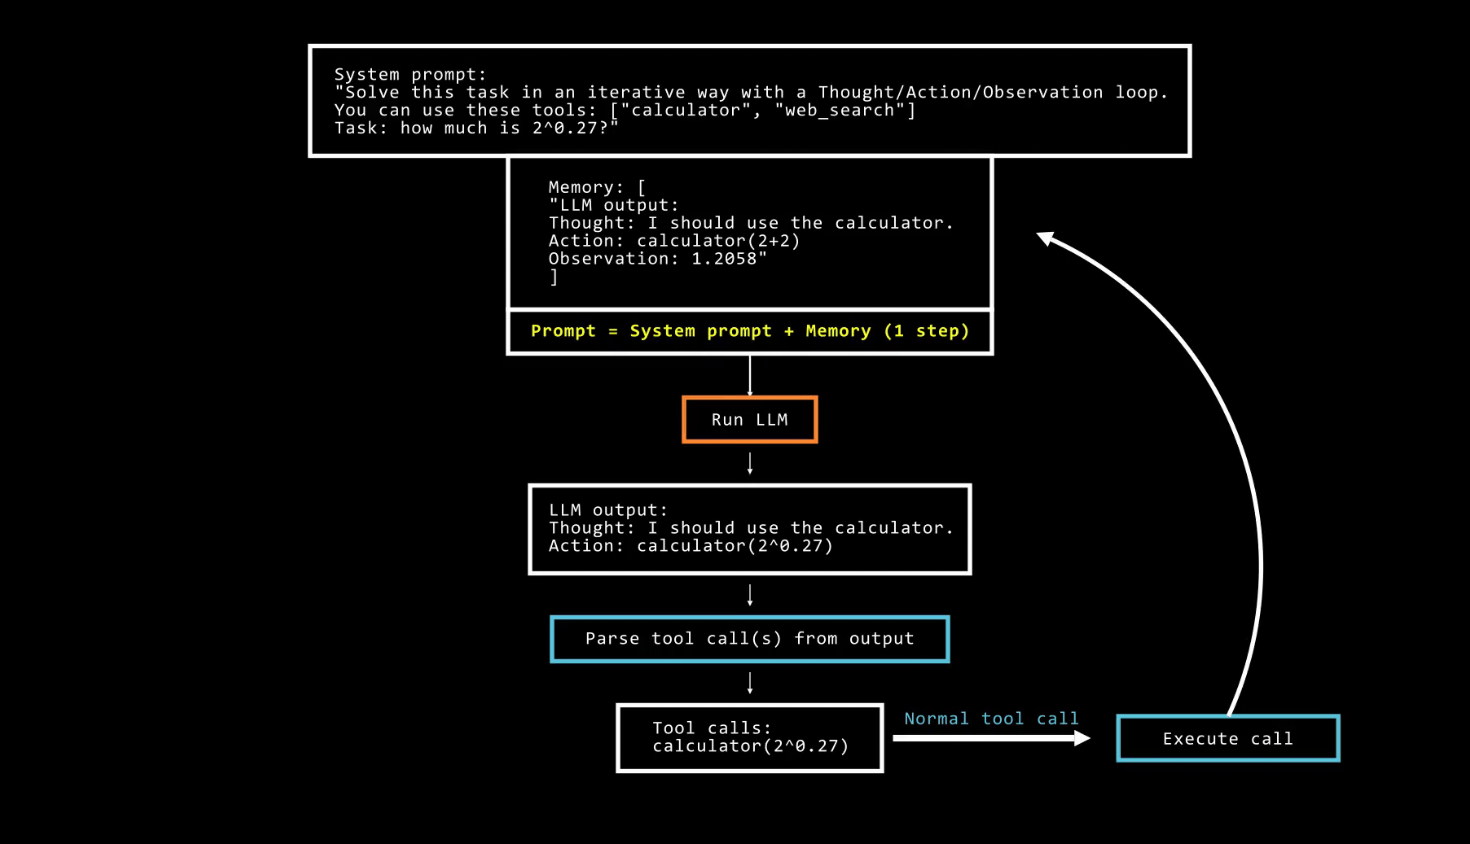 System prompt:
"Solve this task in an iterative way with a Thought/Action/Observation loop.
You can use these tools: ["calculator", "web_search"]
Task: how much is 2^0.27?"
Memory: [
"LLM output:
Thought: I should use the calculator.
Action: calculator(2+2)
Observation: 1.2058"
]
Prompt = System prompt + Memory (1 step)
Run LLM
LLM output:
Thought: I should use the calculator.
Action: calculator(2^0.27)
Parse tool call(s) from output
Tool calls:
calculator(2^0.27)
Normal tool call
Execute call